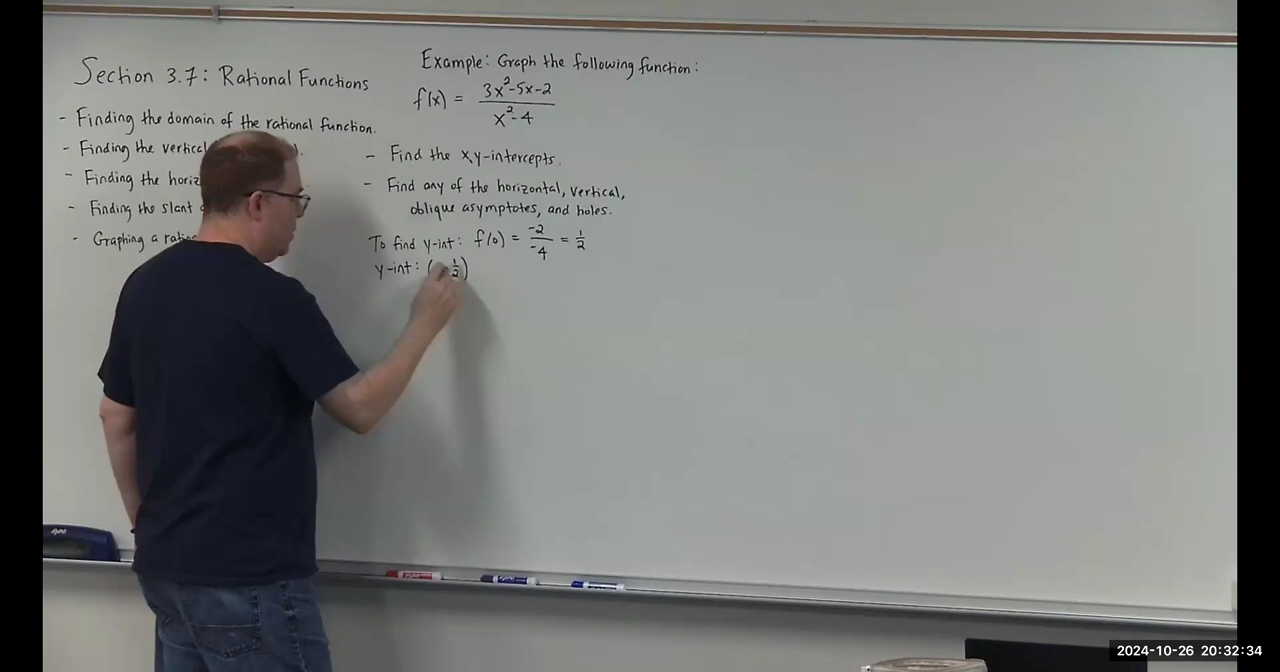 Section 3.7: Rational Functions
- Finding the domain of the rational function.
- Finding the
- Finding the
- Finding the slant
- Graphing a
Example: Graph the following function:
f(x) = 3x²-5x-2 / x²-4
- Find the x,y-intercepts.
- Find any of the horizontal, vertical,
oblique asymptotes, and holes.
To find y-int: f(0) = -2/-4 = 1/2
y-int: ( 1/2)
expo
2024-10-26 20:32:34